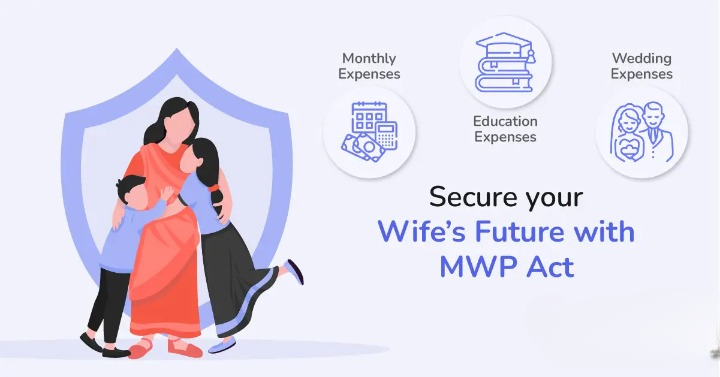 Monthly
Expenses
Education
Expenses
Wedding
Expenses
Secure your
Wife's Future with
MWP Act